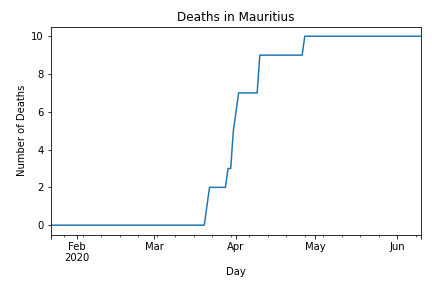 Deaths in Mauritius
10
8
6
4
2
0
Number of Deaths
Feb
2020
Mar
Apr
May
Jun
Day